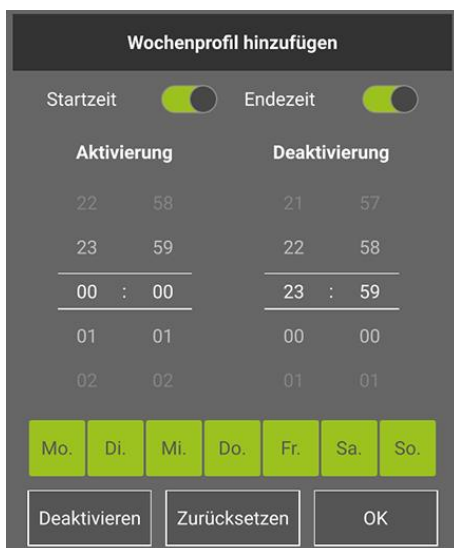 Wochenprofil hinzufügen
Startzeit Endezeit
Aktivierung Deaktivierung
22 58 21 57
23 59 22 58
00 : 00 23 : 59
01 01 00 00
02 02 01 01
Mo. Di. Mi. Do. Fr. Sa. So.
Deaktivieren Zurücksetzen OK